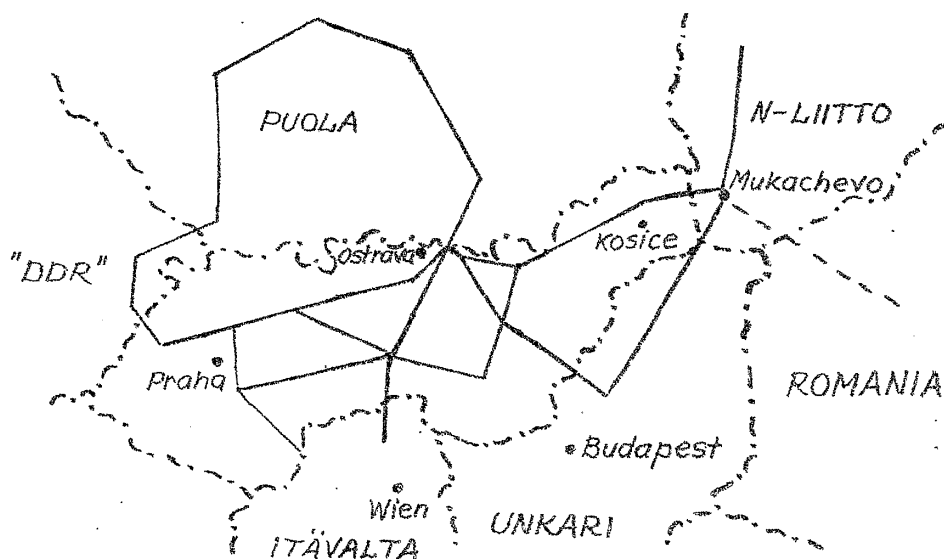 PUOLA
N-LIITTO
Mukachevo
Ostrava
Kosice
"DDR"
Praha
ROMANIA
Budapest
Wien
UNKARI
ITÄVALTA